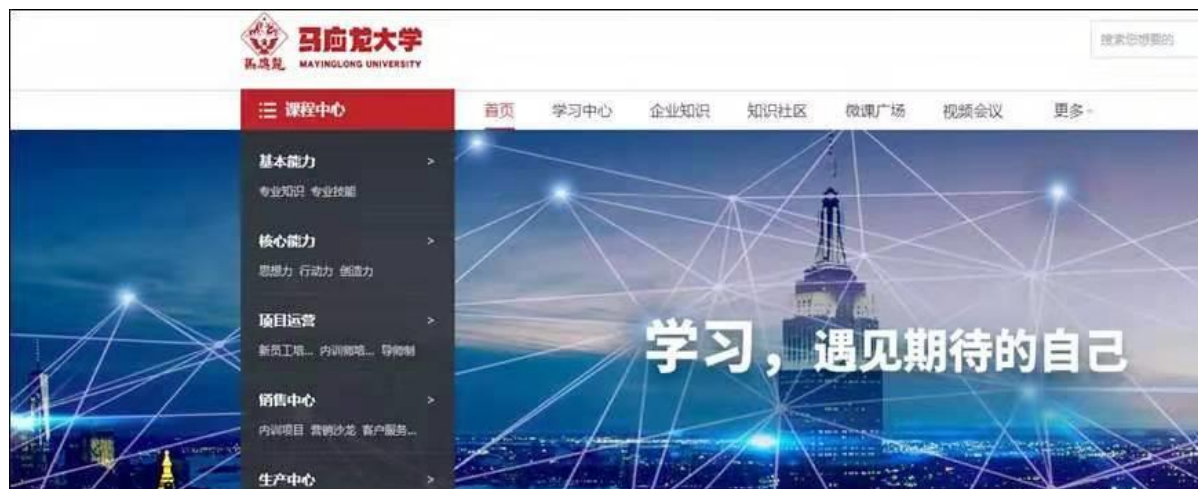 马应龙大学
馬應龍 MAYINGLONG UNIVERSITY
搜索您想要的
课程中心 首页 学习中心 企业知识 知识社区 微课广场 视频会议 更多
基本能力 >
专业知识 专业技能
核心能力 >
思想力 行动力 创造力
项目运营 >
新员工培... 内训师培... 导师制
学习，遇见期待的自己
销售中心 >
内训项目 营销沙龙 客户服务...
生产中心 >